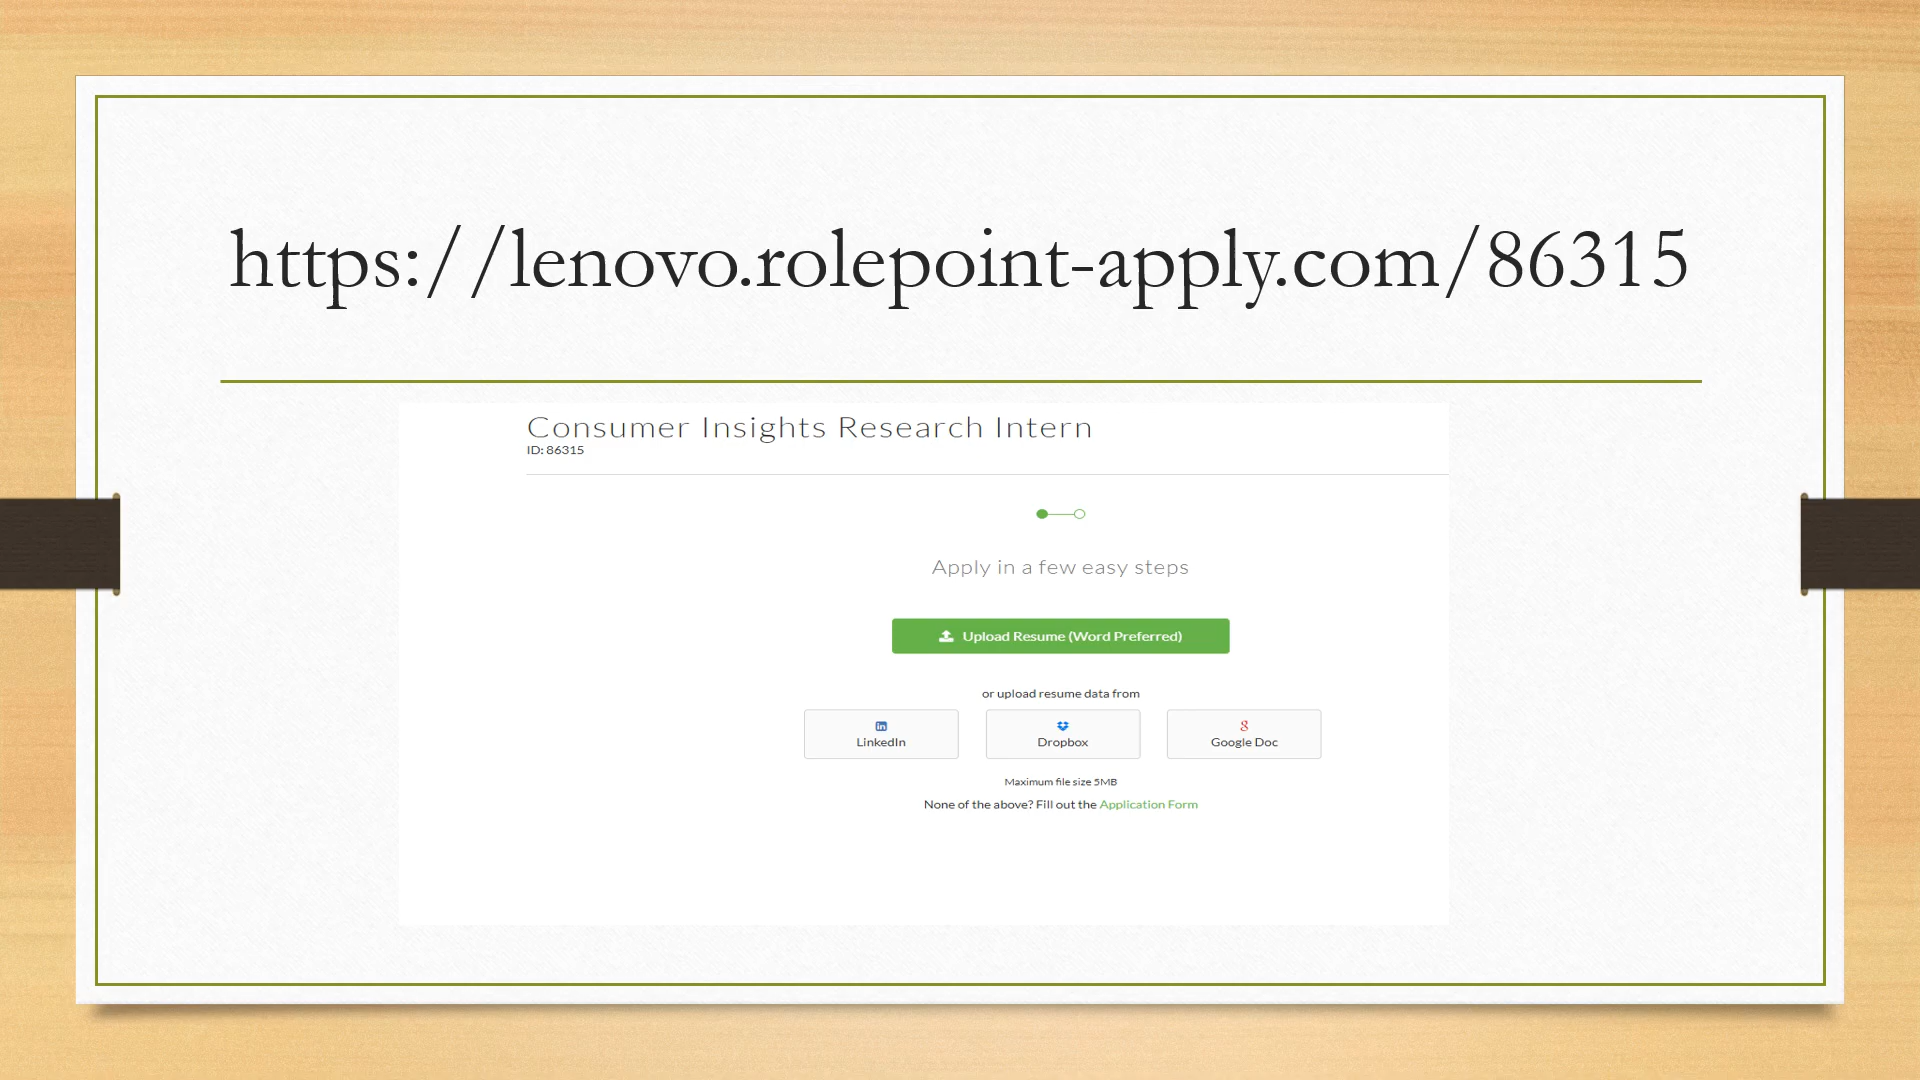 https://lenovo.rolepoint-apply.com/86315
Consumer Insights Research Intern
ID: 86315
Apply in a few easy steps
Upload Resume (Word Preferred)
or upload resume data from
LinkedIn
Dropbox
Google Doc
Maximum file size 5MB
None of the above? Fill out the Application Form